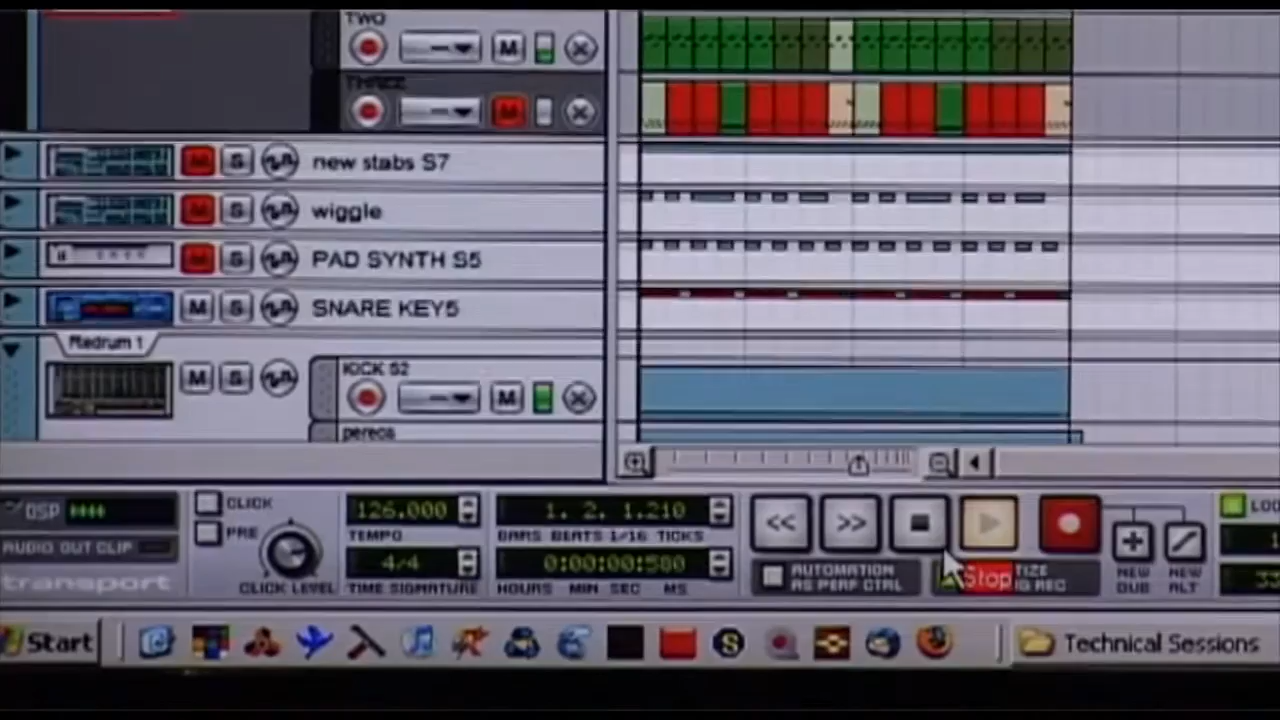 TWO
M
THREE
M
M S new stabs S7
M S wiggle
M S PAD SYNTH S5
M S SNARE KEY5
Redrum 1
M S
KICK S2
M
percs
DSP
CLICK
126.000
1. 2. 1.210
PRE
TEMPO
BARS BEATS 1/16 TICKS
AUDIO OUT CLIP
4/4
0:00:00:580
AUTOMATION
AS PERF CTRL
Stop
NEW
DUB
NEW
ALT
transport
CLICK LEVEL
TIME SIGNATURE
HOURS MIN SEC MS
Start
S
Technical Sessions